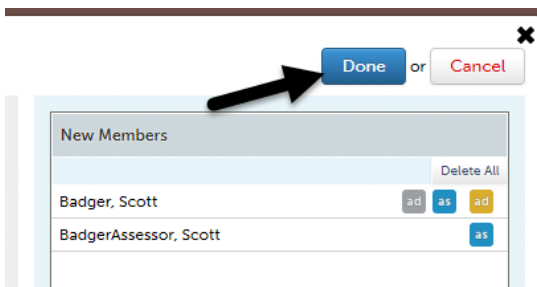 Done or Cancel
New Members
Delete All
Badger, Scott ad as ad
BadgerAssessor, Scott as